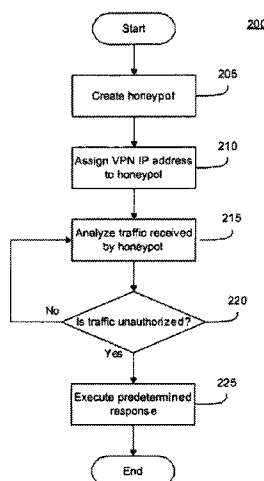 Start
200
205
Create honeypot
210
Assign VPN IP address
to honeypot
215
Analyze traffic received
by honeypot
220
No
Is traffic unauthorized?
Yes
225
Execute predetermined
response
End